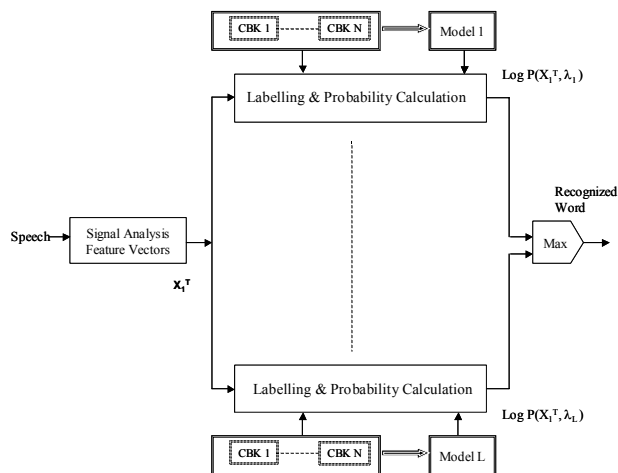 CBK 1 CBK N Model 1
Log P(X₁ᵀ, λ₁)
Labelling & Probability Calculation
Recognized
Word
Speech
Signal Analysis
Feature Vectors
Max
X₁ᵀ
Labelling & Probability Calculation
Log P(X₁ᵀ, λL)
CBK 1 CBK N Model L